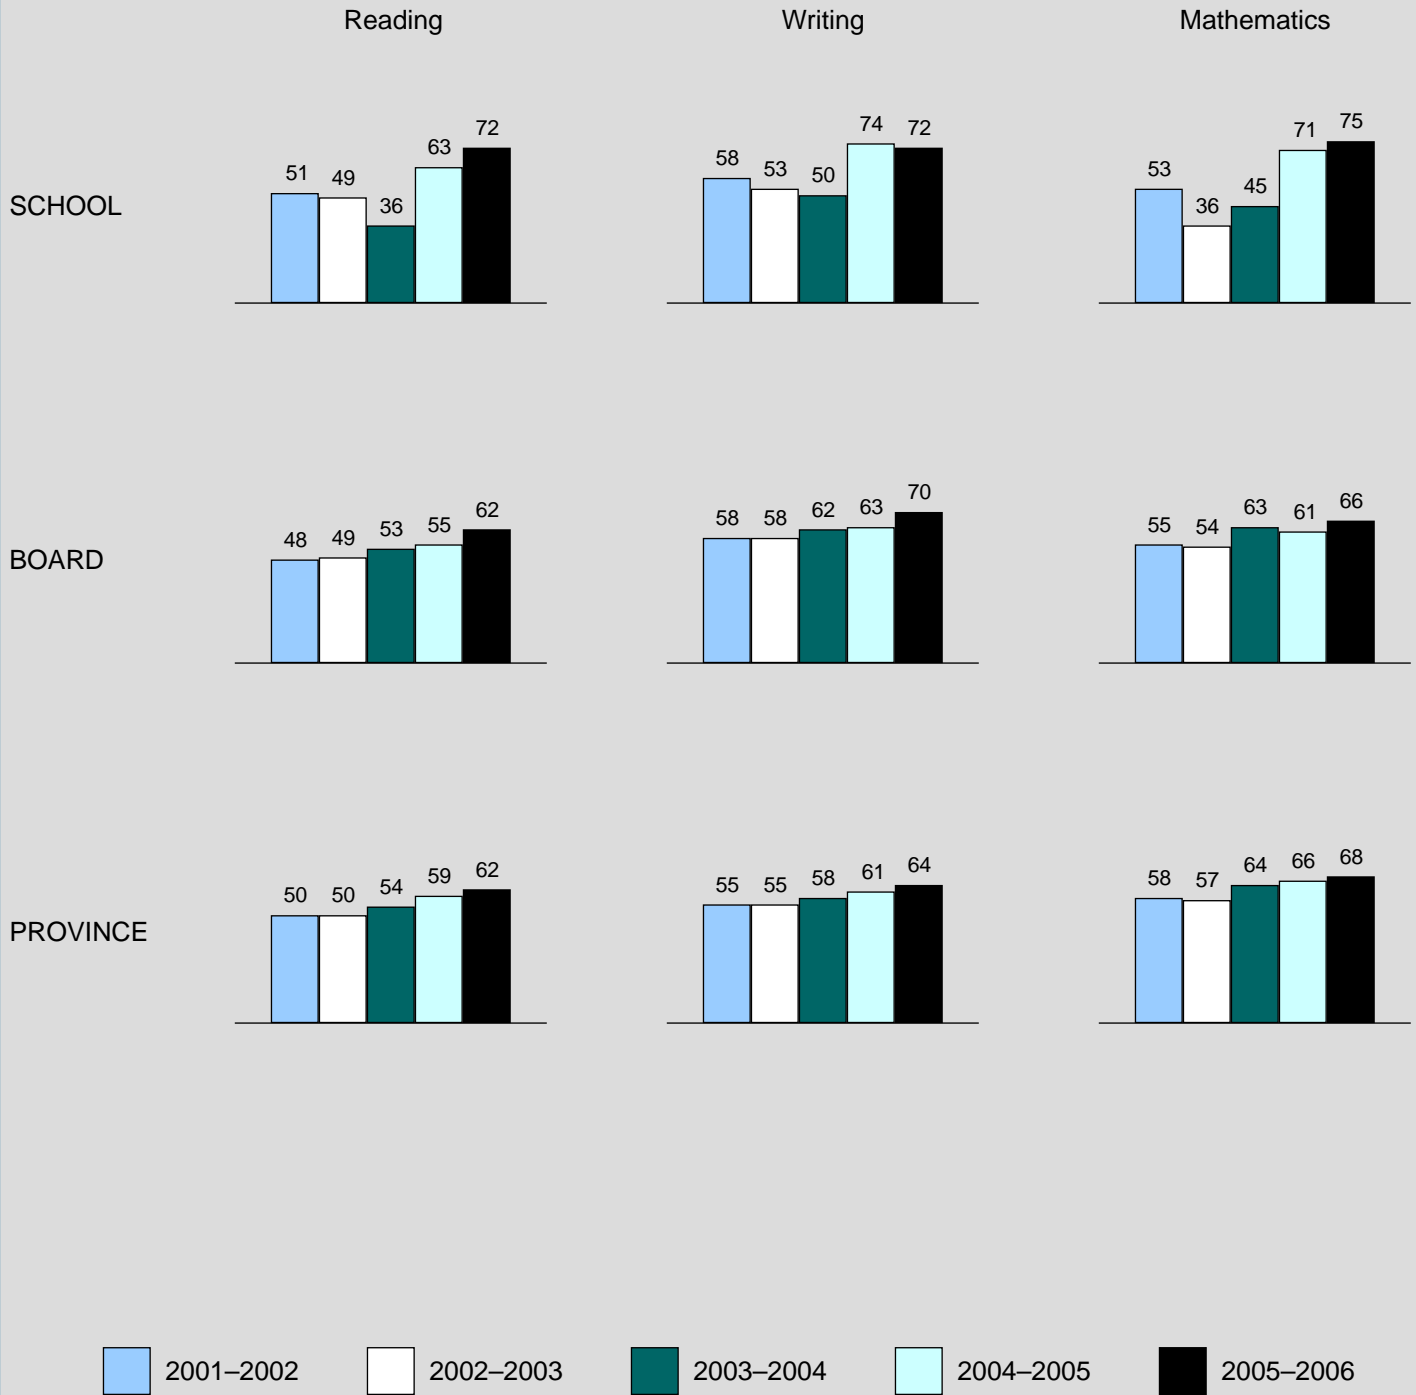 Reading Writing Mathematics
SCHOOL
51 49 36 63 72
58 53 50 74 72
53 36 45 71 75
BOARD
48 49 53 55 62
58 58 62 63 70
55 54 63 61 66
PROVINCE
50 50 54 59 62
55 55 58 61 64
58 57 64 66 68
2001–2002 2002–2003 2003–2004 2004–2005 2005–2006